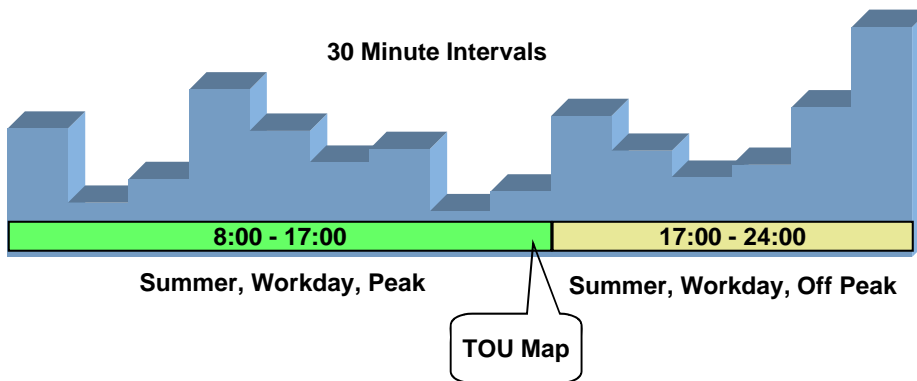 30 Minute Intervals
8:00 - 17:00
17:00 - 24:00
Summer, Workday, Peak
Summer, Workday, Off Peak
TOU Map